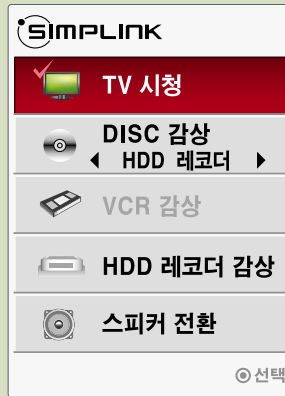 SIMPLINK
TV 시청
DISC 감상
◀ HDD 레코더 ▶
VCR 감상
HDD 레코더 감상
스피커 전환
◉ 선택